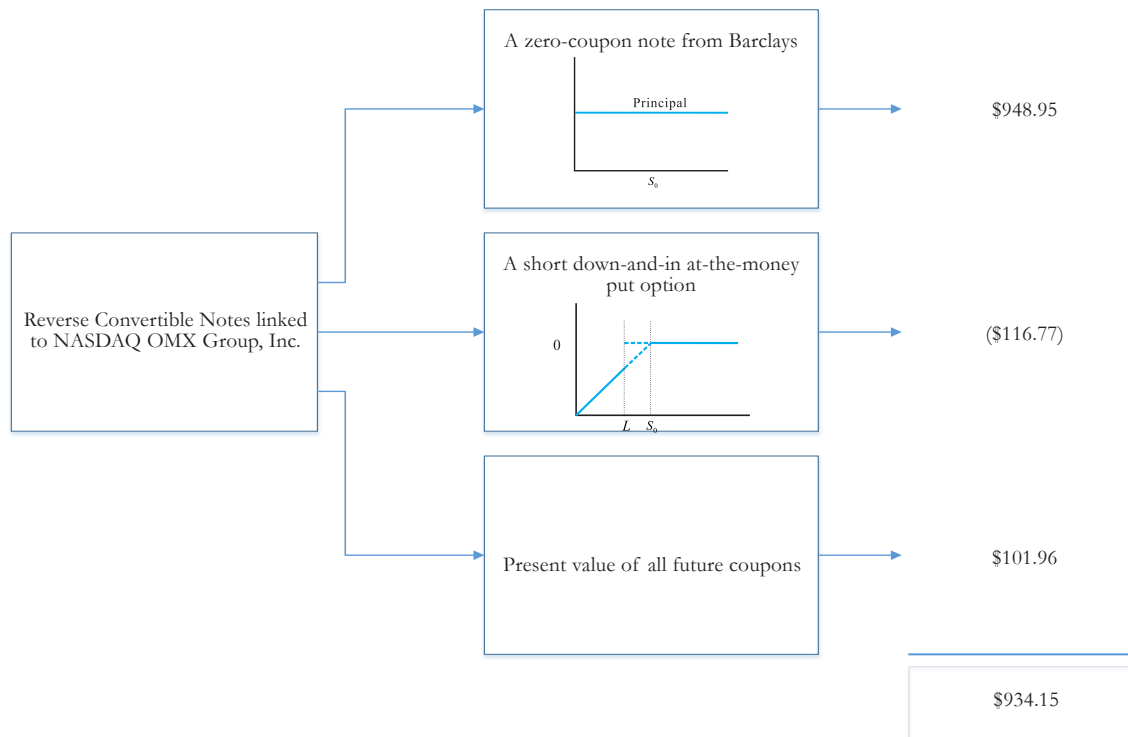 A zero-coupon note from Barclays
Principal
S₀
$948.95
Reverse Convertible Notes linked
to NASDAQ OMX Group, Inc.
A short down-and-in at-the-money
put option
0
L S₀
($116.77)
Present value of all future coupons
$101.96
$934.15